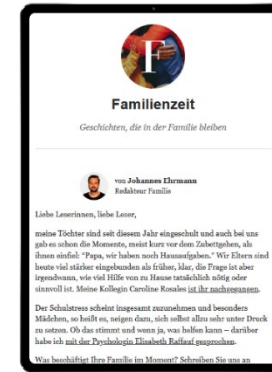 F
Familienzeit
Geschichten, die in der Familie bleiben
von Johannes Ehrmann
Redakteur Familie
Liebe Leserinnen, liebe Leser,
meine Töchter sind seit diesem Jahr eingeschult und auch bei uns
gab es schon die Momente, meist kurz vor dem Zubettgehen, als
ihnen einfiel: "Papa, wir haben noch Hausaufgaben." Wir Eltern sind
heute viel stärker eingebunden als früher, klar, die Frage ist aber
irgendwann, wie viel Hilfe von zu Hause tatsächlich nötig oder
sinnvoll ist. Meine Kollegin Caroline Rosales ist ihr nachgegangen.
Der Schulstress scheint insgesamt zuzunehmen und besonders
Mädchen, so heißt es, neigen dazu, sich selbst allzu sehr unter Druck
zu setzen. Ob das stimmt und wenn ja, was helfen kann – darüber
habe ich mit der Psychologin Elisabeth Raffauf gesprochen.
Was beschäftigt Ihre Familie im Moment? Schreiben Sie uns an